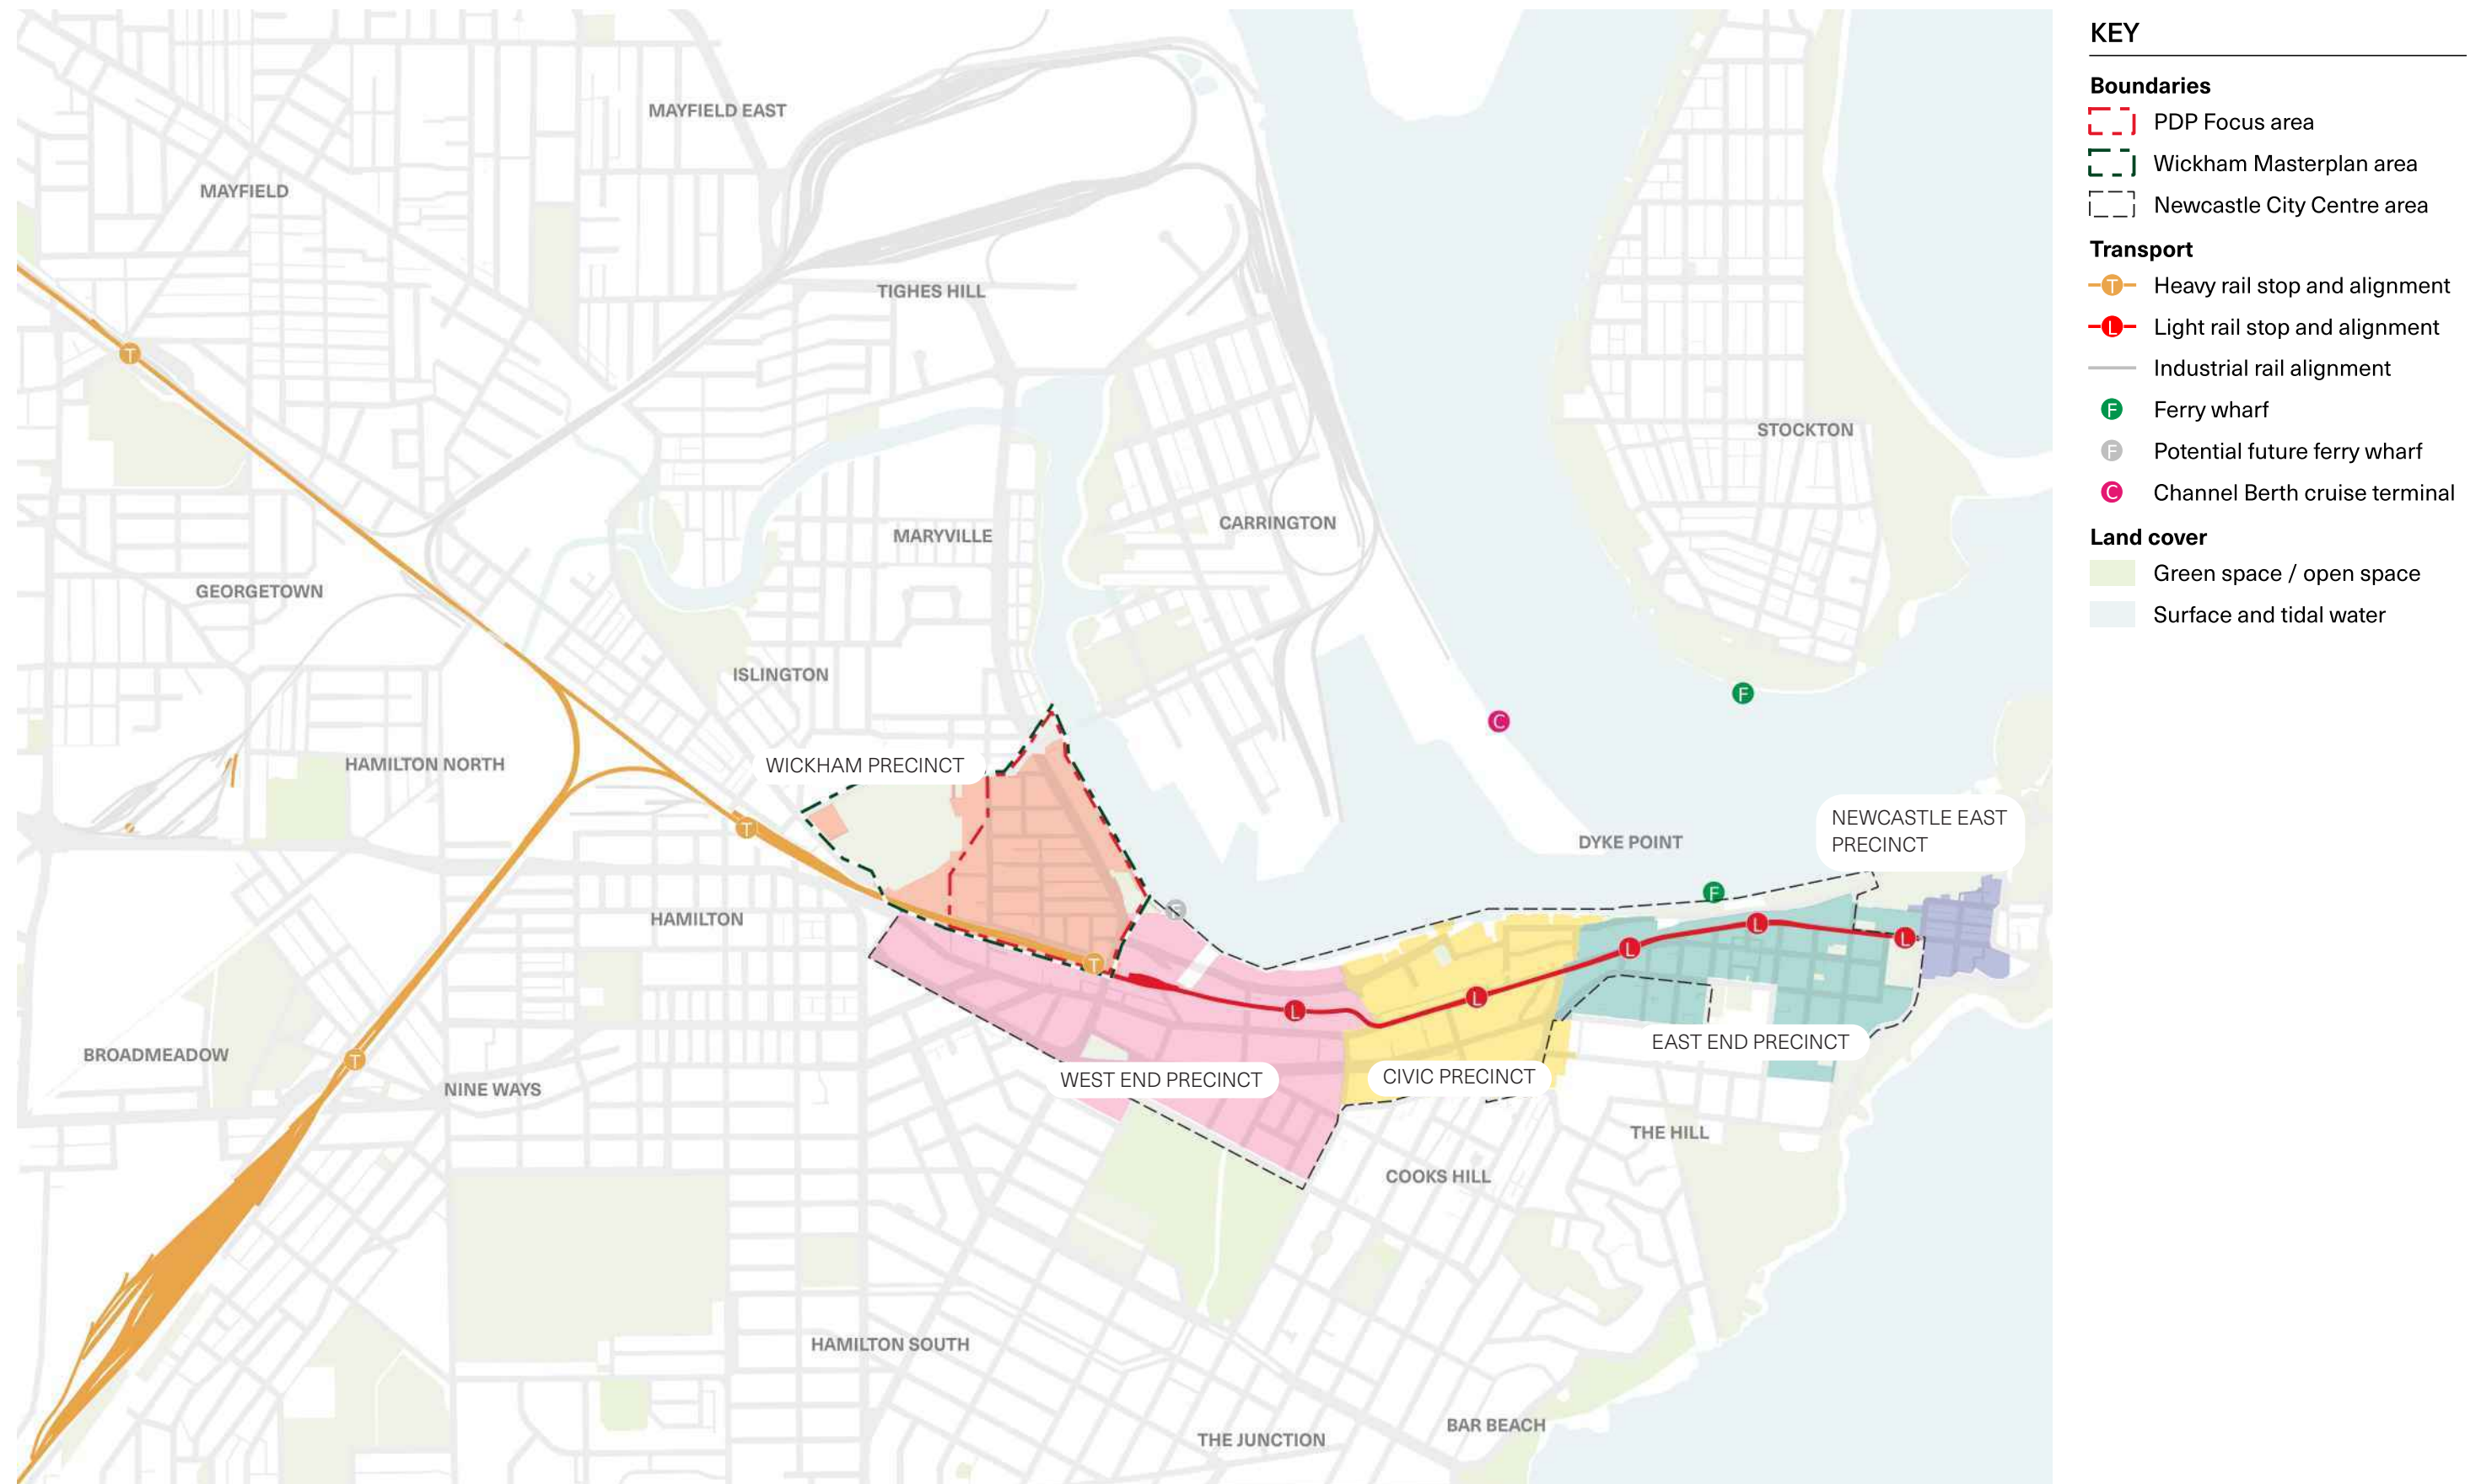 MAYFIELD EAST
MAYFIELD
TIGHES HILL
STOCKTON
CARRINGTON
MARYVILLE
GEORGETOWN
ISLINGTON
HAMILTON NORTH
WICKHAM PRECINCT
NEWCASTLE EAST
PRECINCT
DYKE POINT
HAMILTON
EAST END PRECINCT
BROADMEADOW
NINE WAYS
WEST END PRECINCT
CIVIC PRECINCT
THE HILL
COOKS HILL
HAMILTON SOUTH
BAR BEACH
THE JUNCTION
T
T
T
T
L
L
L
L
L
F
F
F
C
KEY
Boundaries
PDP Focus area
Wickham Masterplan area
Newcastle City Centre area
Transport
T Heavy rail stop and alignment
L Light rail stop and alignment
Industrial rail alignment
F Ferry wharf
F Potential future ferry wharf
C Channel Berth cruise terminal
Land cover
Green space / open space
Surface and tidal water